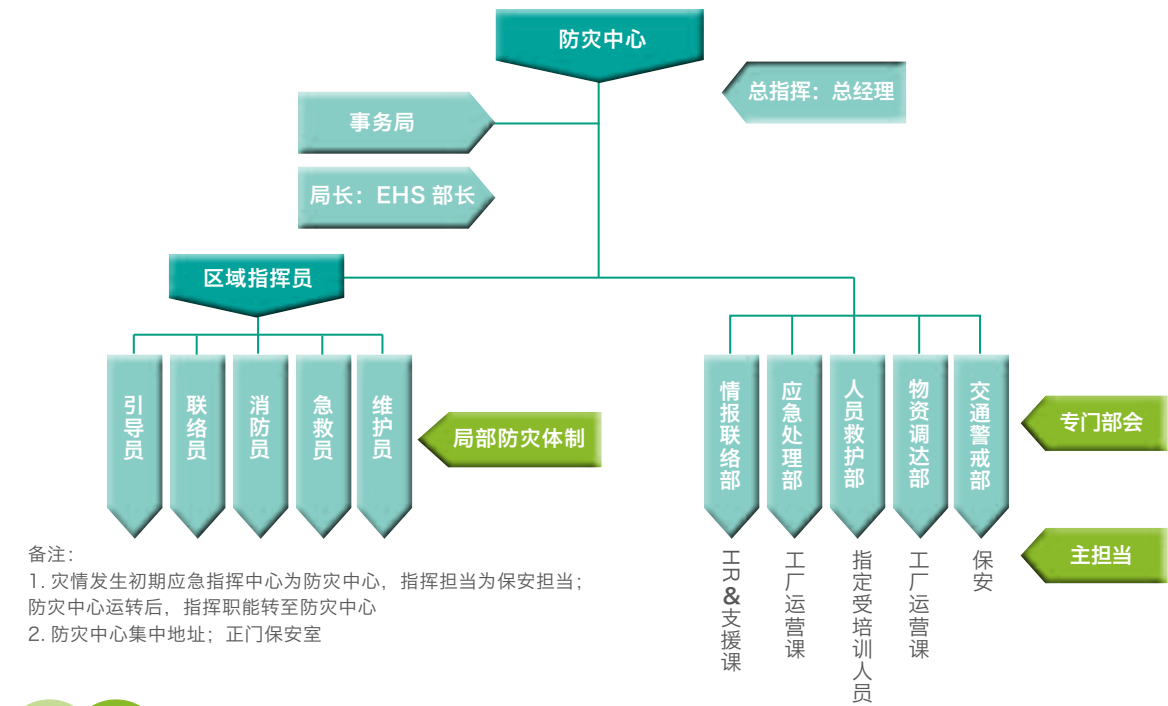 防灾中心
总指挥：总经理
事务局
局长：EHS 部长
区域指挥员
引导员
联络员
消防员
急救员
维护员
局部防灾体制
情报联络部
应急处理部
人员救护部
物资调达部
交通警戒部
专门部会
HR&支援课
工厂运营课
指定受培训人员
工厂运营课
保安
主担当
备注：
1. 灾情发生初期应急指挥中心为防灾中心，指挥担当为保安担当；
防灾中心运转后，指挥职能转至防灾中心
2. 防灾中心集中地址；正门保安室